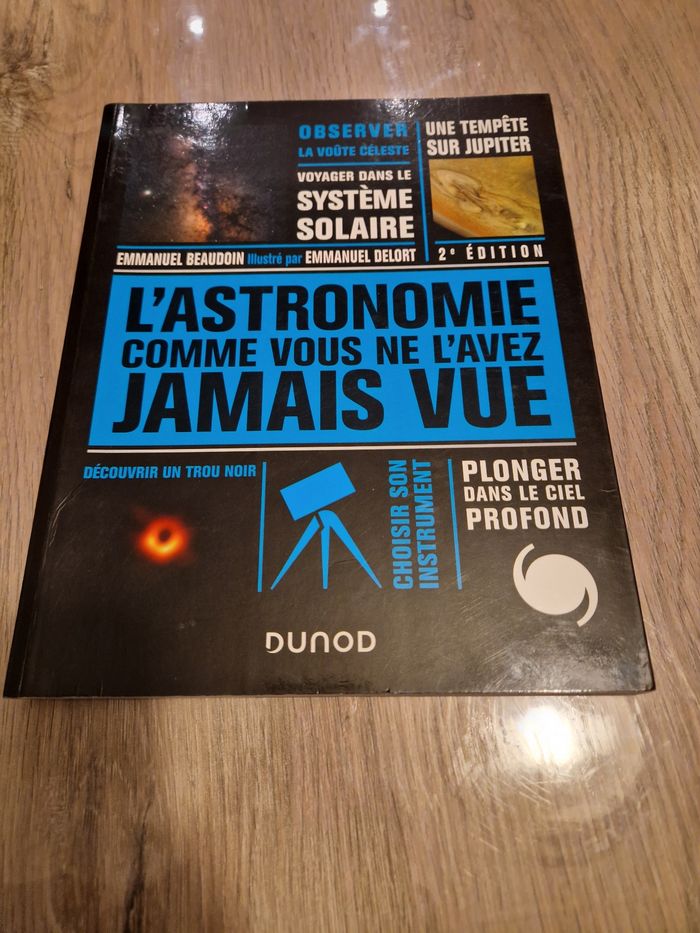 OBSERVER
LA VOÛTE CÉLESTE
VOYAGER DANS LE
SYSTÈME
SOLAIRE
UNE TEMPÊTE
SUR JUPITER
EMMANUEL BEAUDOIN Illustré par EMMANUEL DELORT
2e ÉDITION
L'ASTRONOMIE
COMME VOUS NE L'AVEZ
JAMAIS VUE
DÉCOUVRIR UN TROU NOIR
CHOISIR SON
INSTRUMENT
PLONGER
DANS LE CIEL
PROFOND
DUNOD